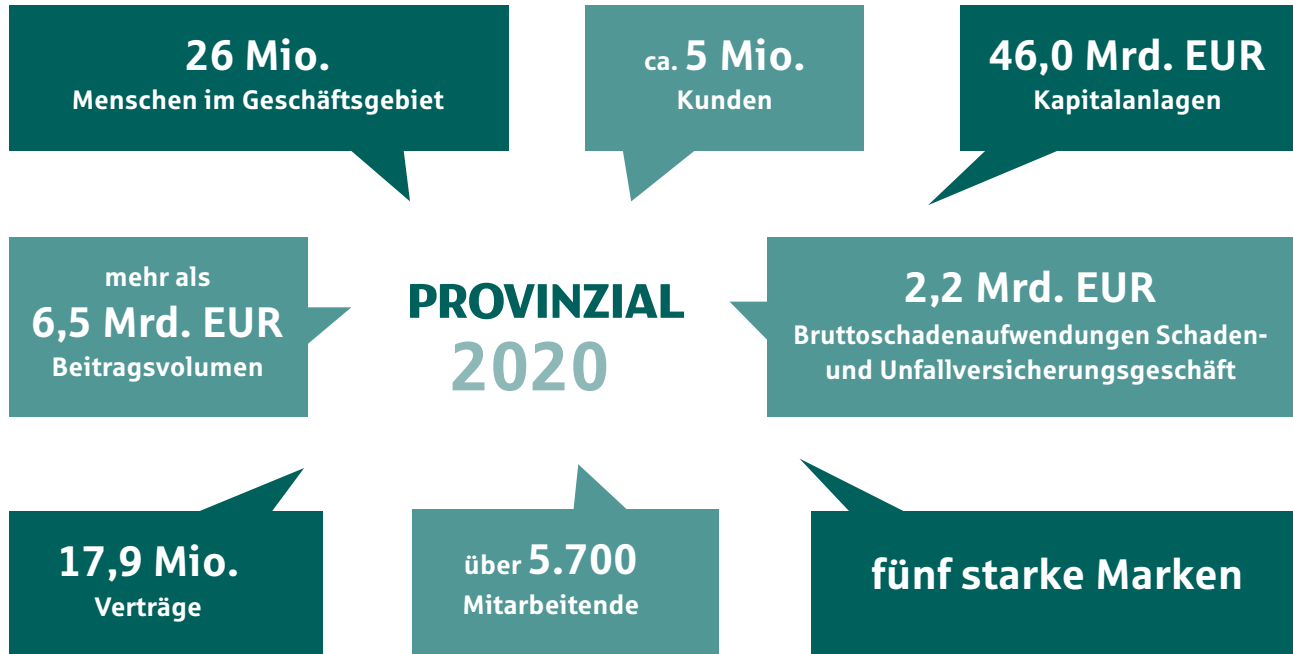 26 Mio.
Menschen im Geschäftsgebiet
ca. 5 Mio.
Kunden
46,0 Mrd. EUR
Kapitalanlagen
mehr als
6,5 Mrd. EUR
Beitragsvolumen
PROVINZIAL
2020
2,2 Mrd. EUR
Bruttoschadenaufwendungen Schaden-
und Unfallversicherungsgeschäft
17,9 Mio.
Verträge
über 5.700
Mitarbeitende
fünf starke Marken